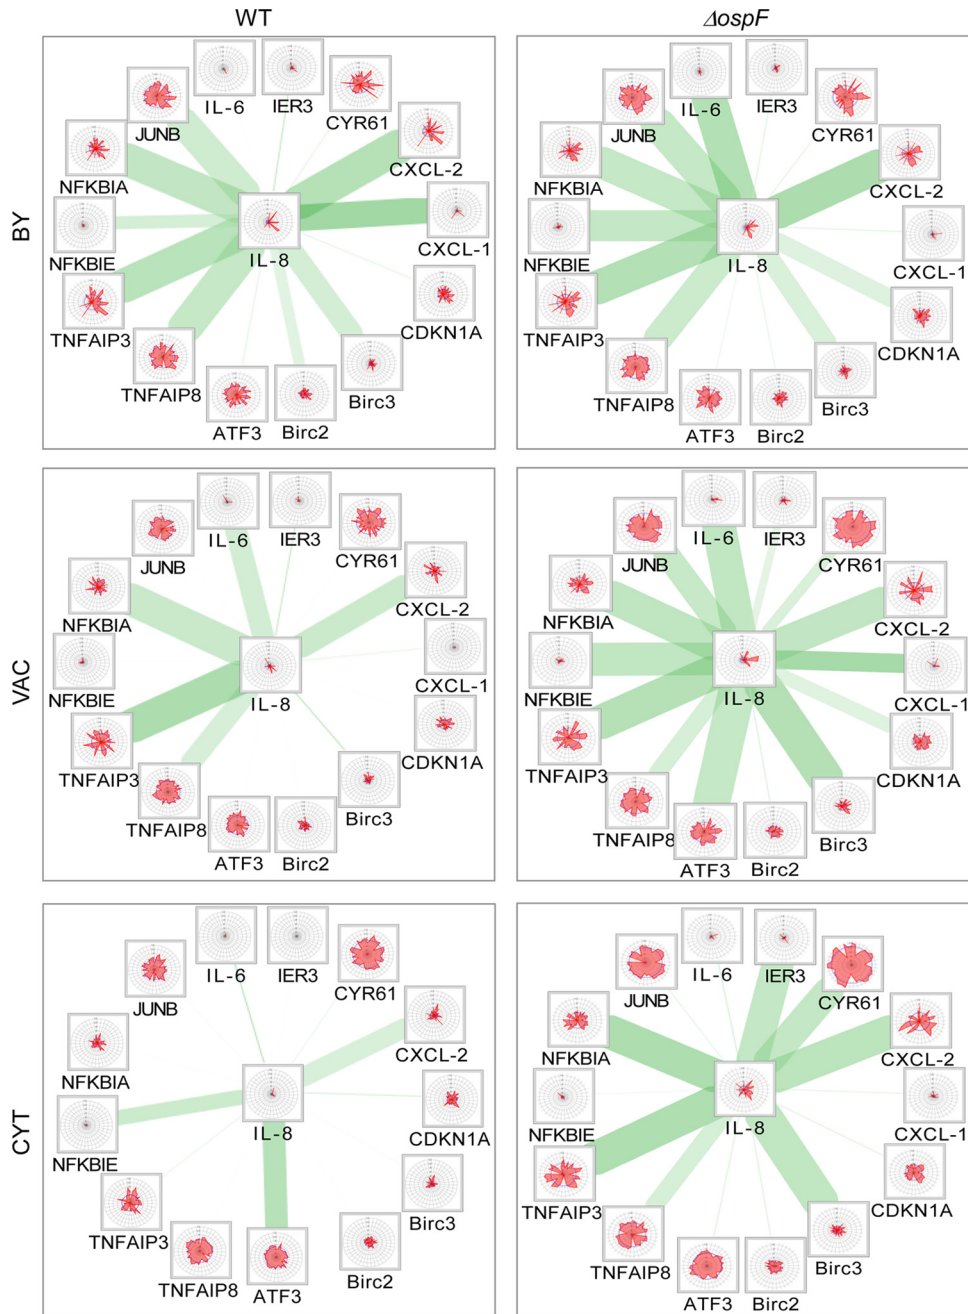 WT
ΔospF
BY
IL-6
IER3
JUNB
CYR61
NFKBIA
CXCL-2
NFKBIE
IL-8
CXCL-1
TNFAIP3
CDKN1A
TNFAIP8
ATF3
Birc2
Birc3
IL-6
IER3
JUNB
CYR61
NFKBIA
CXCL-2
NFKBIE
IL-8
CXCL-1
TNFAIP3
CDKN1A
TNFAIP8
ATF3
Birc2
Birc3
VAC
IL-6
IER3
JUNB
CYR61
NFKBIA
CXCL-2
NFKBIE
IL-8
CXCL-1
TNFAIP3
CDKN1A
TNFAIP8
ATF3
Birc2
Birc3
IL-6
IER3
JUNB
CYR61
NFKBIA
CXCL-2
NFKBIE
IL-8
CXCL-1
TNFAIP3
CDKN1A
TNFAIP8
ATF3
Birc2
Birc3
CYT
IL-6
IER3
JUNB
CYR61
NFKBIA
CXCL-2
NFKBIE
IL-8
CDKN1A
TNFAIP3
Birc3
TNFAIP8
ATF3
Birc2
IL-6
IER3
JUNB
CYR61
NFKBIA
CXCL-2
NFKBIE
IL-8
CXCL-1
TNFAIP3
CDKN1A
TNFAIP8
ATF3
Birc2
Birc3